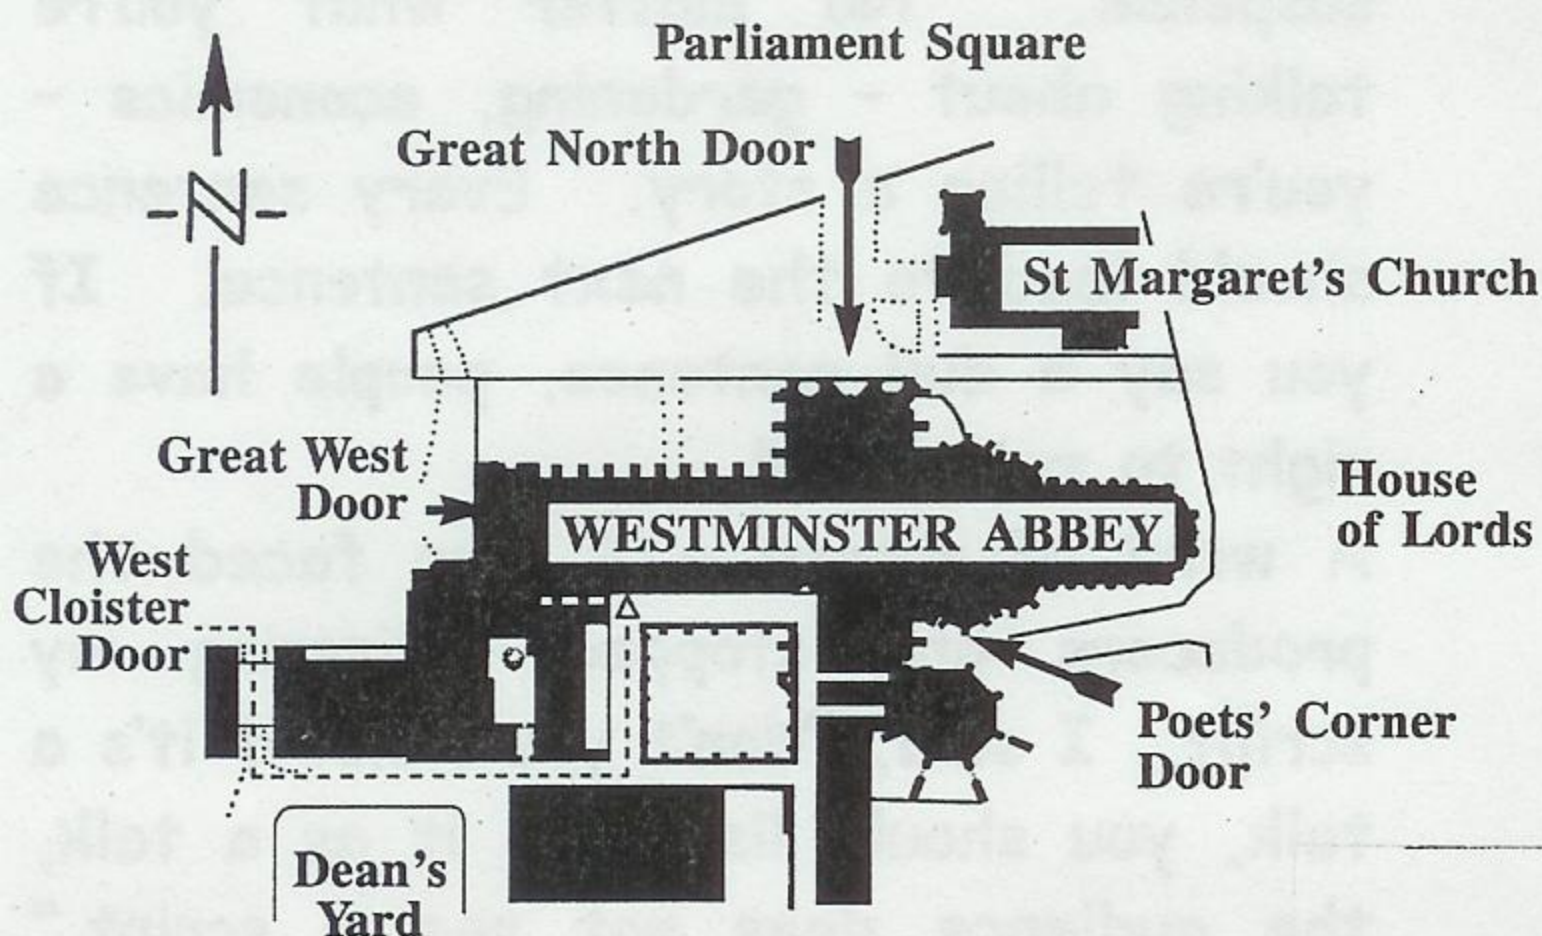 Parliament Square
Great North Door
N
St Margaret's Church
Great West
Door
House
of Lords
WESTMINSTER ABBEY
West
Cloister
Door
Poets' Corner
Door
Dean's
Yard